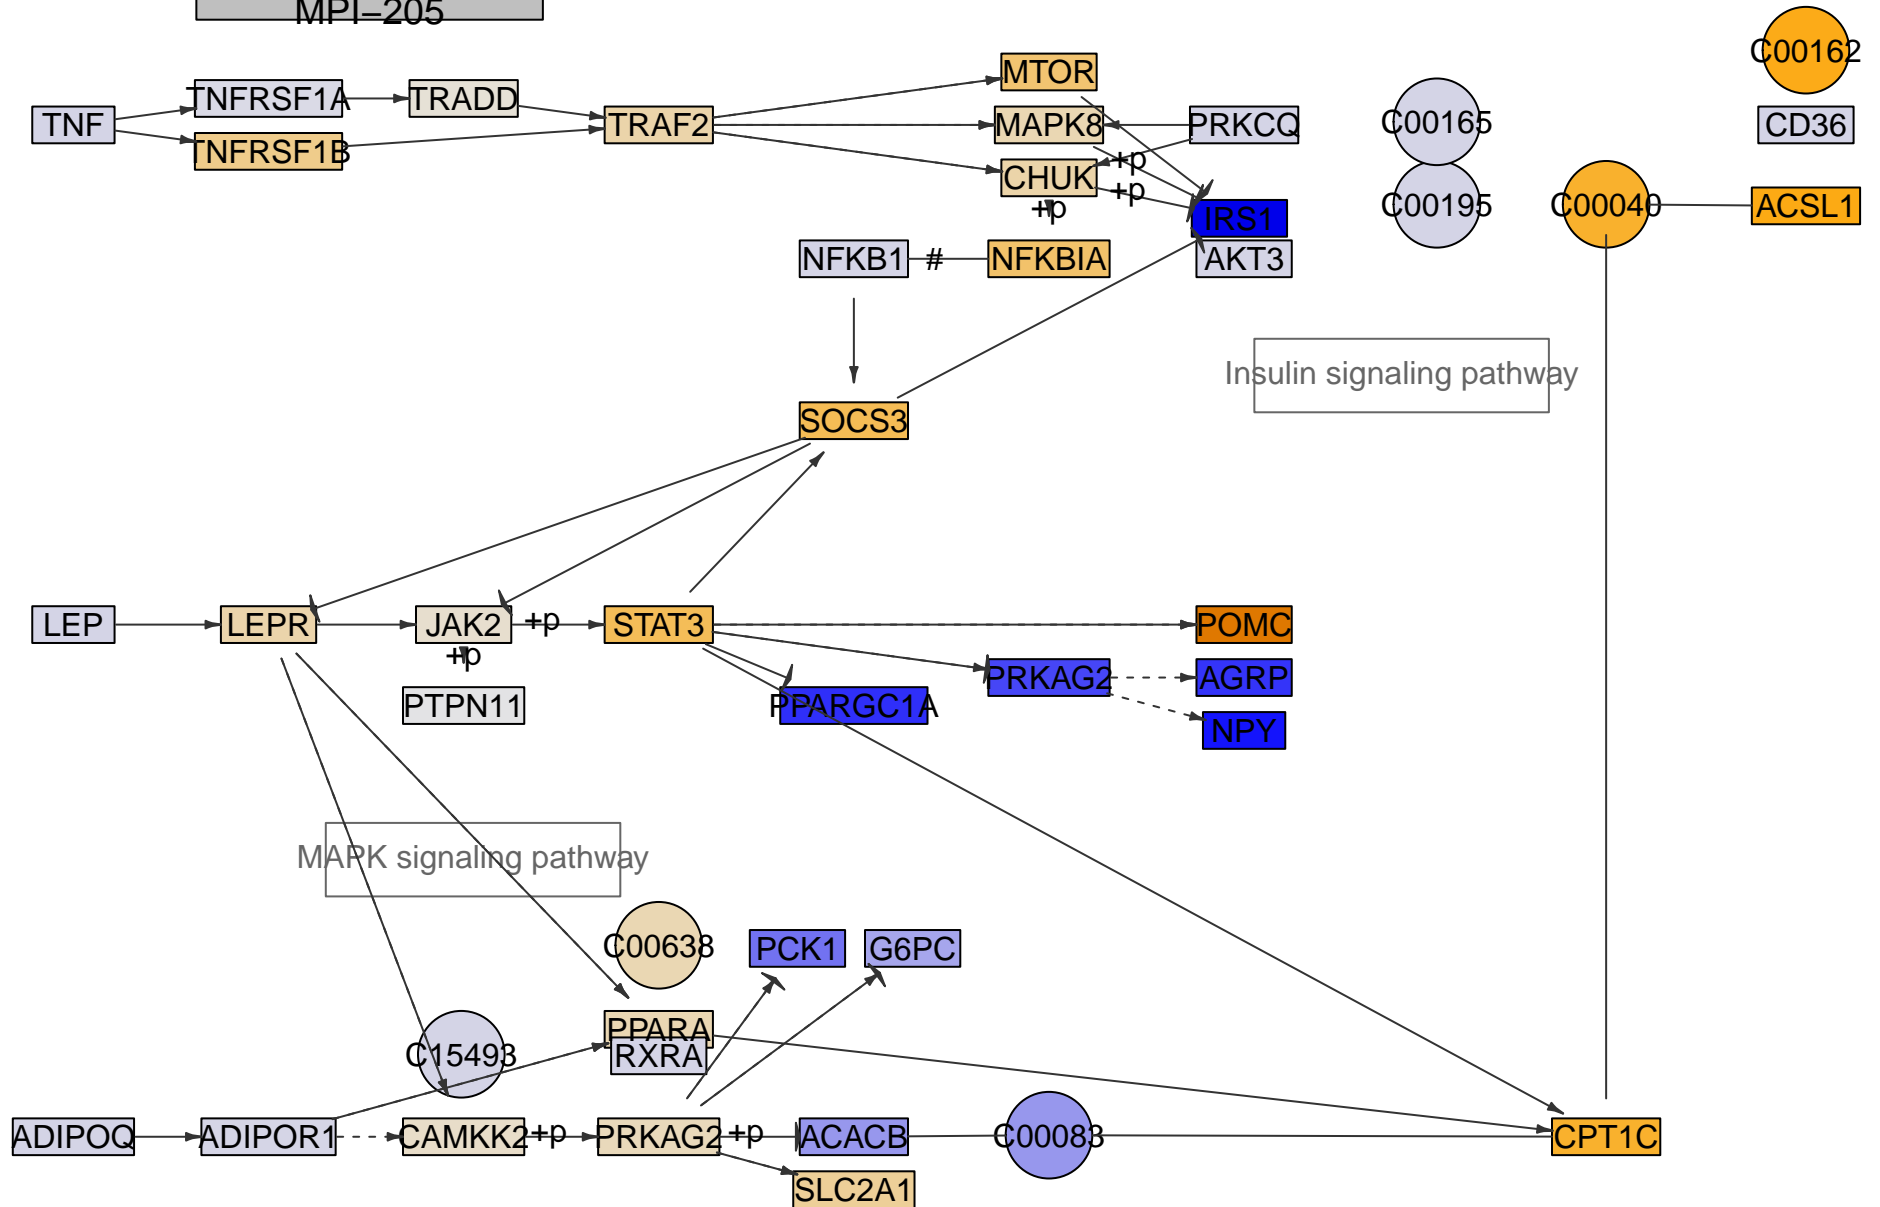 MPI–205
C00162
TNF
TNFRSF1A
TRADD
TNFRSF1B
TRAF2
MTOR
MAPK8
PRKCQ
+p
CHUK
+p
+p
IRS1
C00165
C00195
C00040
CD36
ACSL1
NFKB1
#
NFKBIA
AKT3
Insulin signaling pathway
SOCS3
LEP
LEPR
JAK2
+p
STAT3
POMC
+p
PRKAG2
AGRP
PTPN11
PPARGC1A
NPY
MAPK signaling pathway
C00638
PCK1
G6PC
C15493
PPARA
RXRA
ADIPOQ
ADIPOR1
CAMKK2
+p
PRKAG2
+p
ACACB
C00083
CPT1C
SLC2A1